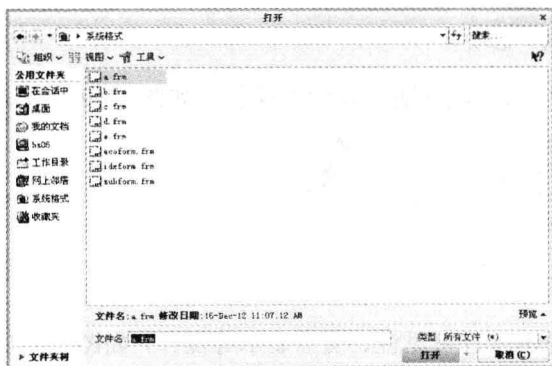 打开
系统格式
搜索...
组织 视图 工具
公用文件夹
在会话中
桌面
我的文档
工作目录
网上邻居
系统格式
收藏夹
a.frm
b.frm
c.frm
d.frm
e.frm
ecoform.frm
ideform.frm
subform.frm
文件名:a.frm 修改日期:16-Dec-12 11:07:12 AM
预览
文件名 a.frm
类型 所有文件 (*)
文件夹树
打开
取消(C)